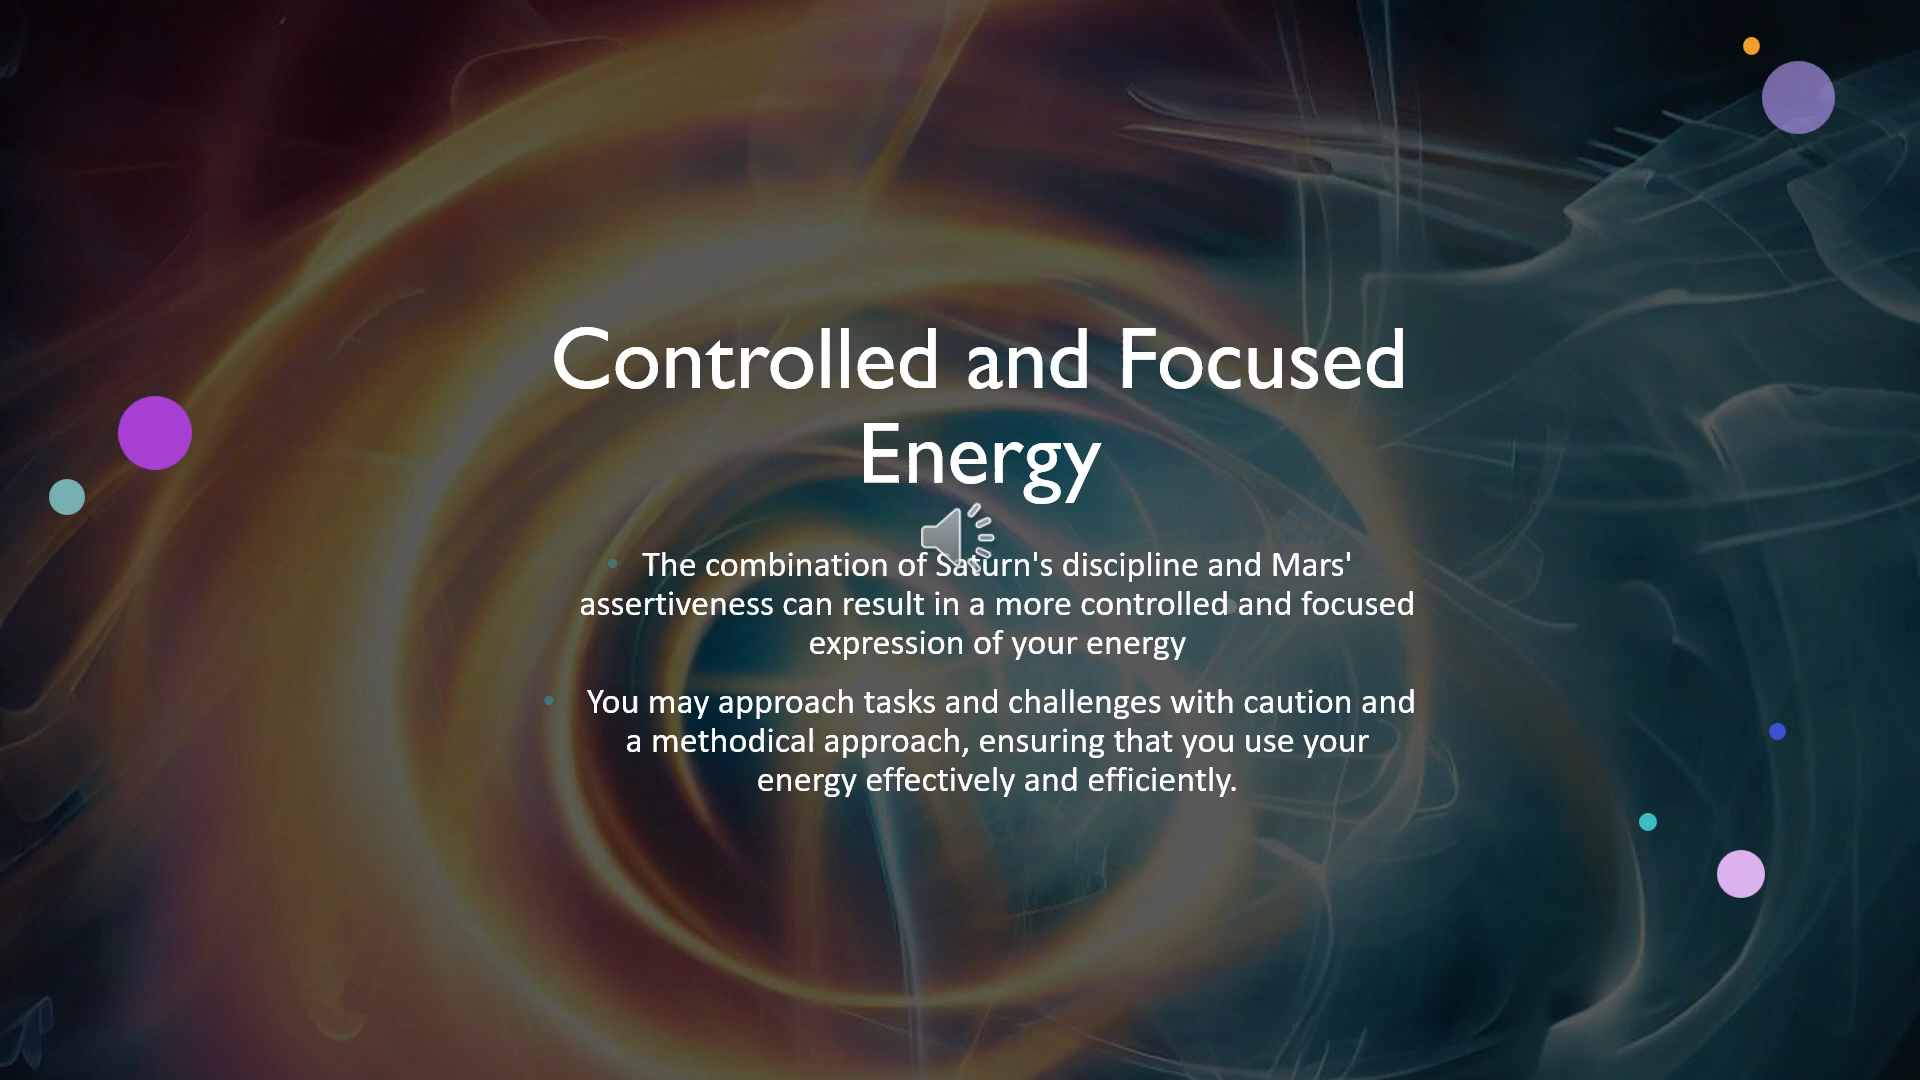 Controlled and Focused
Energy
• The combination of Saturn's discipline and Mars'
assertiveness can result in a more controlled and focused
expression of your energy
• You may approach tasks and challenges with caution and
a methodical approach, ensuring that you use your
energy effectively and efficiently.